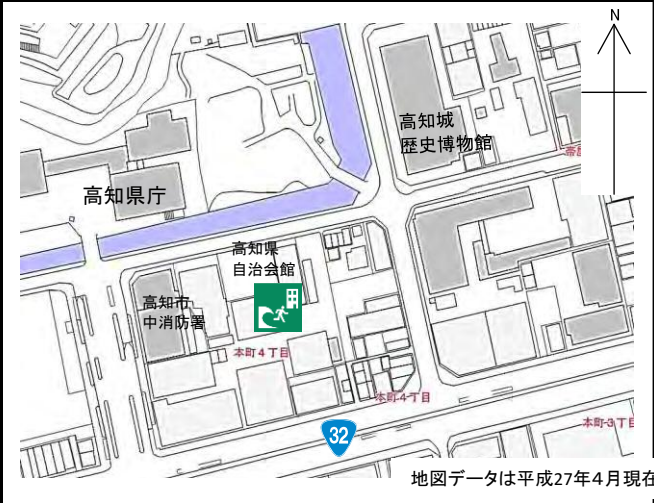 N
高知城
歴史博物館
高知県庁
高知県
自治会館
高知市
中消防署
本町4丁目
本町4丁目
本町3丁目
32
地図データは平成27年4月現在